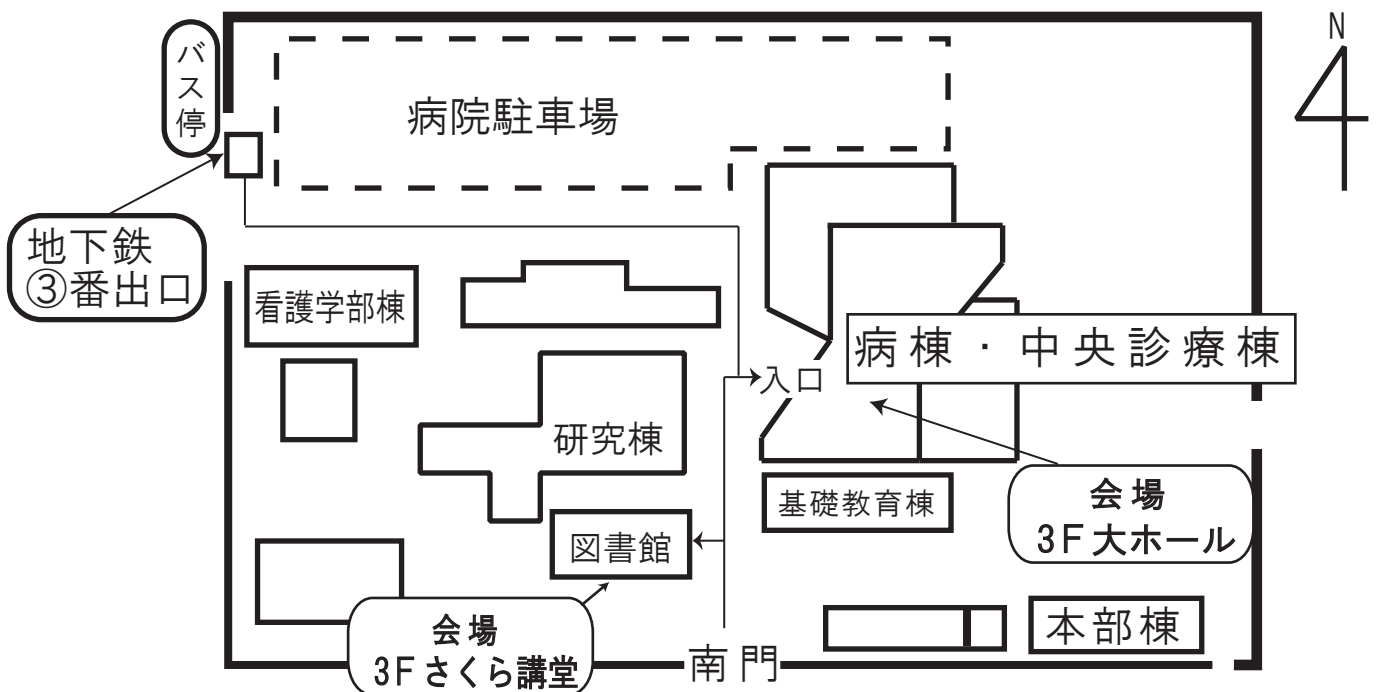 N
バス停
病院駐車場
地下鉄
③番出口
看護学部棟
病棟・中央診療棟
入口
研究棟
基礎教育棟
会場
3F大ホール
図書館
会場
3Fさくら講堂
本部棟
南門